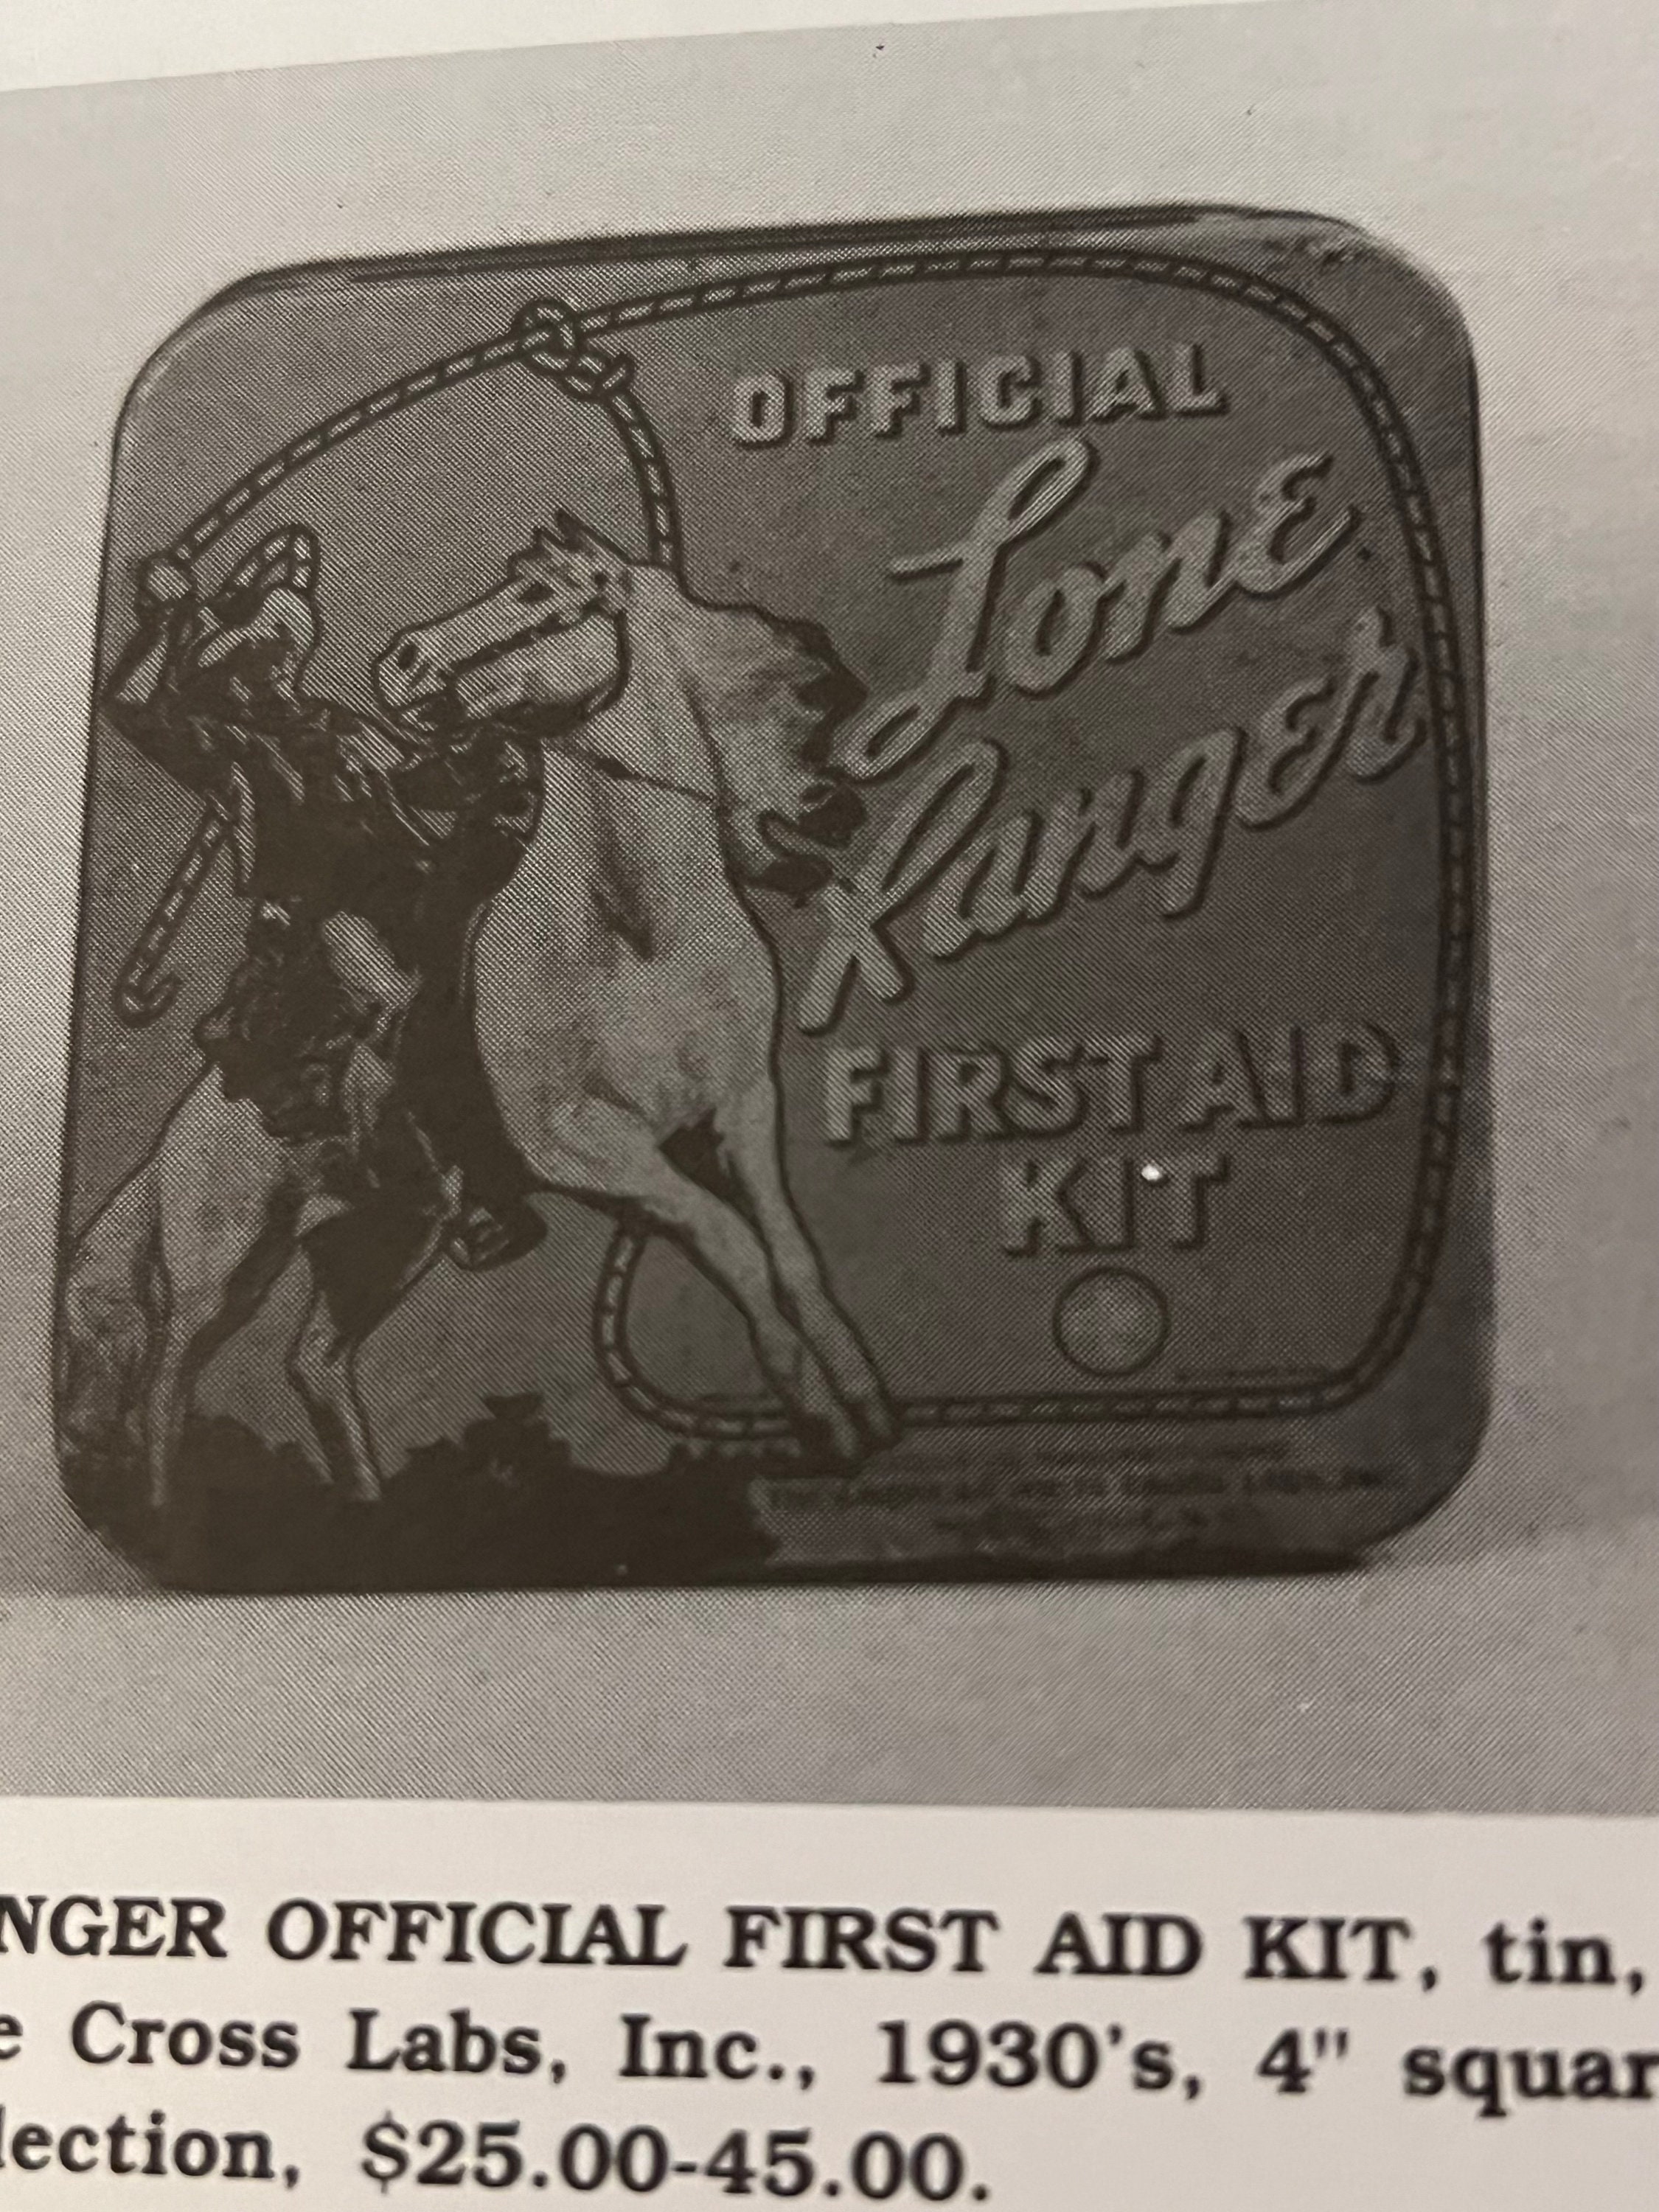 OFFICIAL
Lone
Ranger
FIRST AID
KIT
NGER OFFICIAL FIRST AID KIT, tin,
e Cross Labs, Inc., 1930's, 4" squar
lection, $25.00-45.00.